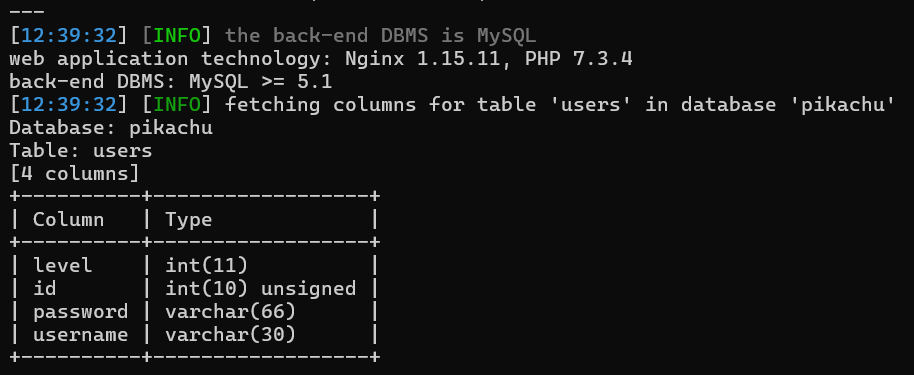 ---
[12:39:32] [INFO] the back-end DBMS is MySQL
web application technology: Nginx 1.15.11, PHP 7.3.4
back-end DBMS: MySQL >= 5.1
[12:39:32] [INFO] fetching columns for table 'users' in database 'pikachu'
Database: pikachu
Table: users
[4 columns]
+----------+------------------+
| Column   | Type             |
+----------+------------------+
| level    | int(11)          |
| id       | int(10) unsigned |
| password | varchar(66)      |
| username | varchar(30)      |
+----------+------------------+